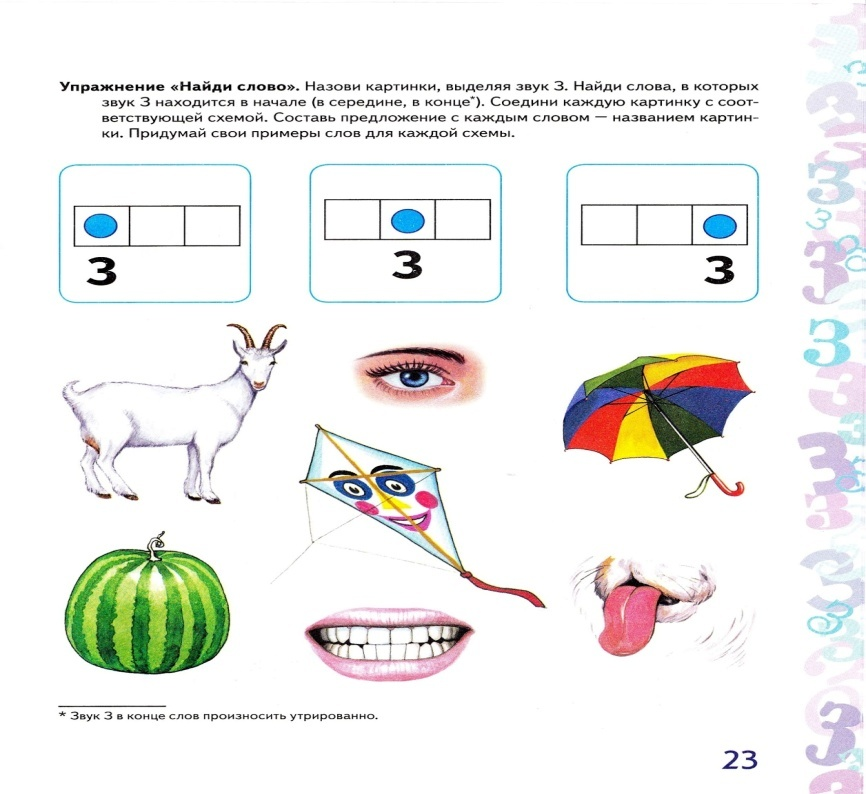 Упражнение «Найди слово». Назови картинки, выделяя звук З. Найди слова, в которых
звук З находится в начале (в середине, в конце*). Соедини каждую картинку с соот-
ветствующей схемой. Составь предложение с каждым словом — названием картин-
ки. Придумай свои примеры слов для каждой схемы.
З
З
З
* Звук З в конце слов произносить утрированно.
23